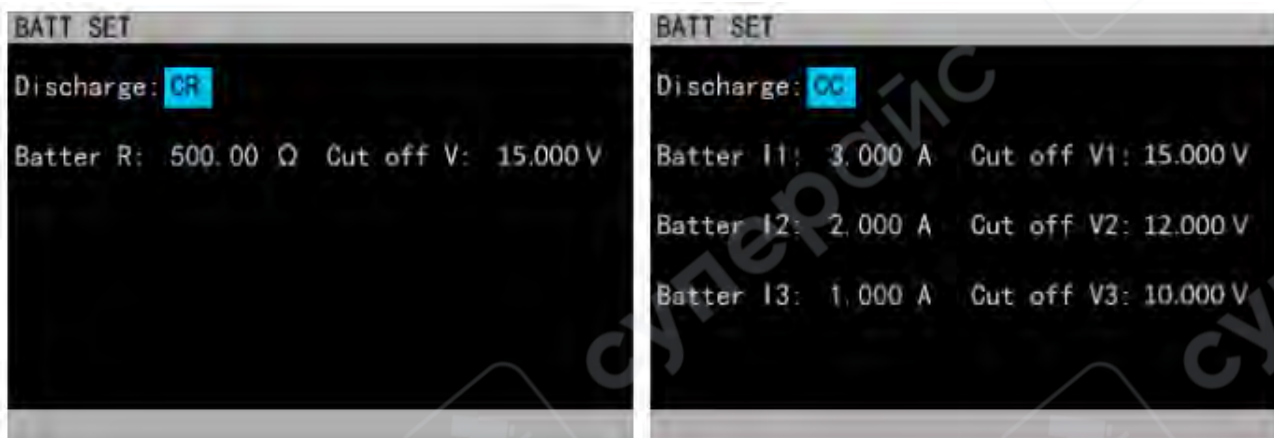 BATT SET
Discharge: CR
Batter R: 500.00 Ω Cut off V: 15.000 V
BATT SET
Discharge: CC
Batter I1: 3.000 A Cut off V1: 15.000 V
Batter I2: 2.000 A Cut off V2: 12.000 V
Batter I3: 1.000 A Cut off V3: 10.000 V
суперайс